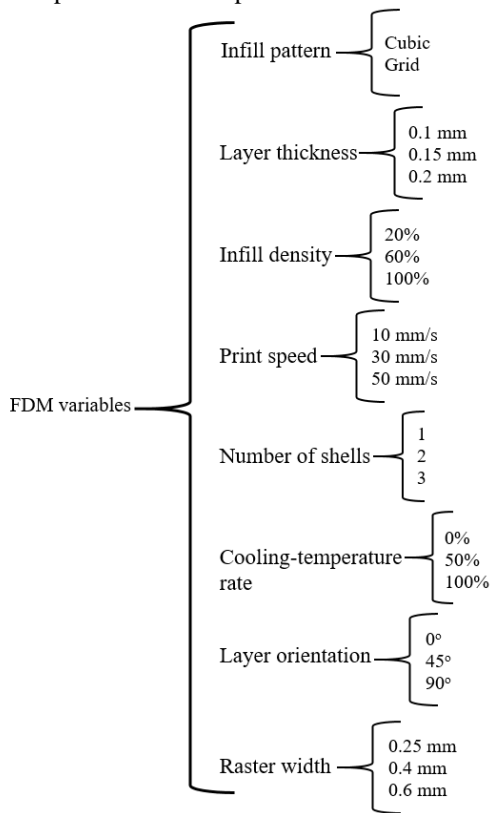 Infill pattern
Cubic
Grid
Layer thickness
0.1 mm
0.15 mm
0.2 mm
Infill density
20%
60%
100%
Print speed
10 mm/s
30 mm/s
50 mm/s
FDM variables
Number of shells
1
2
3
Cooling-temperature
rate
0%
50%
100%
Layer orientation
0°
45°
90°
Raster width
0.25 mm
0.4 mm
0.6 mm